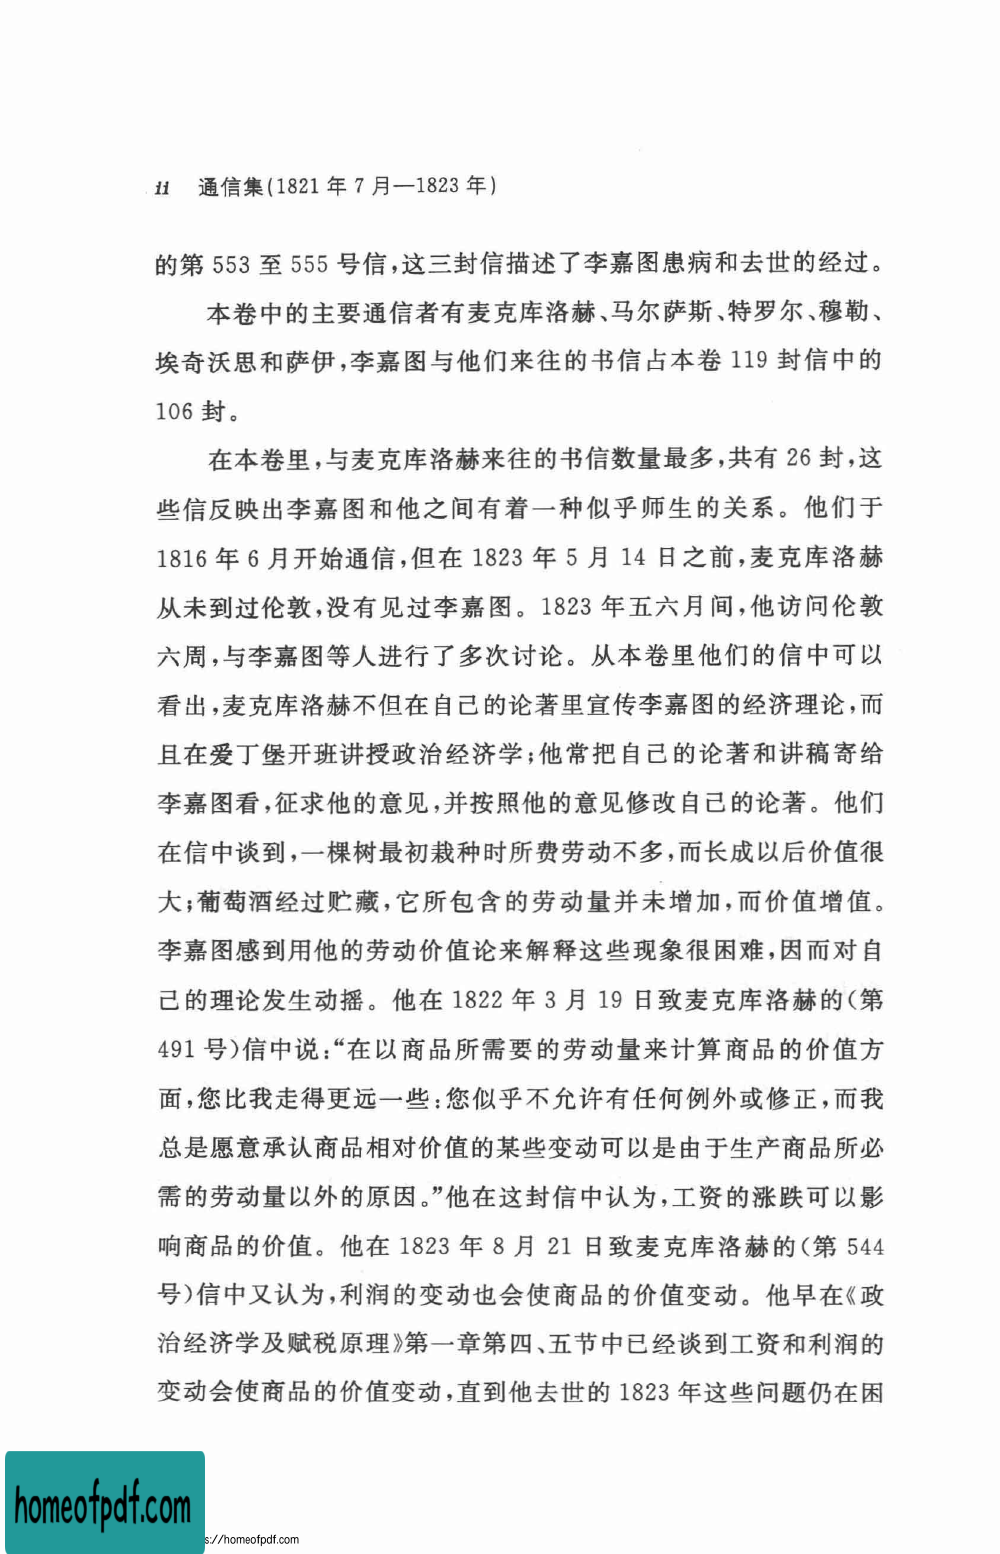 ii 通信集(1821 年 7 月—1823 年)
的第 553 至 555 号信,这三封信描述了李嘉图患病和去世的经过。
本卷中的主要通信者有麦克库洛赫、马尔萨斯、特罗尔、穆勒、
埃奇沃思和萨伊,李嘉图与他们来往的书信占本卷 119 封信中的
106 封。
在本卷里,与麦克库洛赫来往的书信数量最多,共有 26 封,这
些信反映出李嘉图和他之间有着一种似乎师生的关系。他们于
1816 年 6 月开始通信,但在 1823 年 5 月 14 日之前,麦克库洛赫
从未到过伦敦,没有见过李嘉图。1823 年五六月间,他访问伦敦
六周,与李嘉图等人进行了多次讨论。从本卷里他们的信中可以
看出,麦克库洛赫不但在自己的论著里宣传李嘉图的经济理论,而
且在爱丁堡开班讲授政治经济学;他常把自己的论著和讲稿寄给
李嘉图看,征求他的意见,并按照他的意见修改自己的论著。他们
在信中谈到,一棵树最初栽种时所费劳动不多,而长成以后价值很
大;葡萄酒经过贮藏,它所包含的劳动量并未增加,而价值增值。
李嘉图感到用他的劳动价值论来解释这些现象很困难,因而对自
己的理论发生动摇。他在 1822 年 3 月 19 日致麦克库洛赫的(第
491 号)信中说:“在以商品所需要的劳动量来计算商品的价值方
面,您比我走得更远一些:您似乎不允许有任何例外或修正,而我
总是愿意承认商品相对价值的某些变动可以是由于生产商品所必
需的劳动量以外的原因。”他在这封信中认为,工资的涨跌可以影
响商品的价值。他在 1823 年 8 月 21 日致麦克库洛赫的(第 544
号)信中又认为,利润的变动也会使商品的价值变动。他早在《政
治经济学及赋税原理》第一章第四、五节中已经谈到工资和利润的
变动会使商品的价值变动,直到他去世的 1823 年这些问题仍在困
homeofpdf.com
s://homeofpdf.com